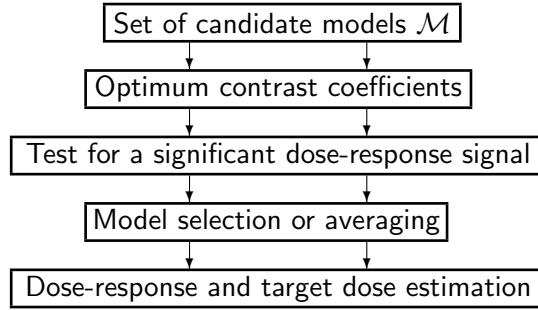 Set of candidate models ℳ
Optimum contrast coefficients
Test for a significant dose-response signal
Model selection or averaging
Dose-response and target dose estimation